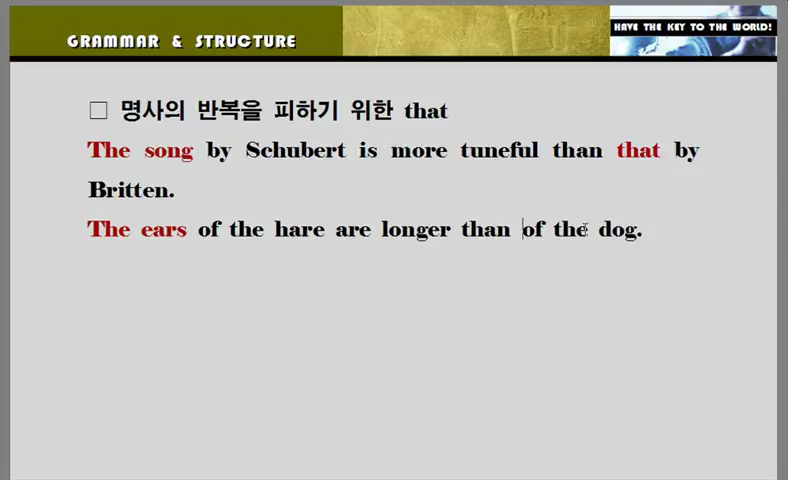 GRAMMAR & STRUCTURE
HAVE THE KEY TO THE WORLD!
□ 명사의 반복을 피하기 위한 that
The song by Schubert is more tuneful than that by
Britten.
The ears of the hare are longer than of the dog.